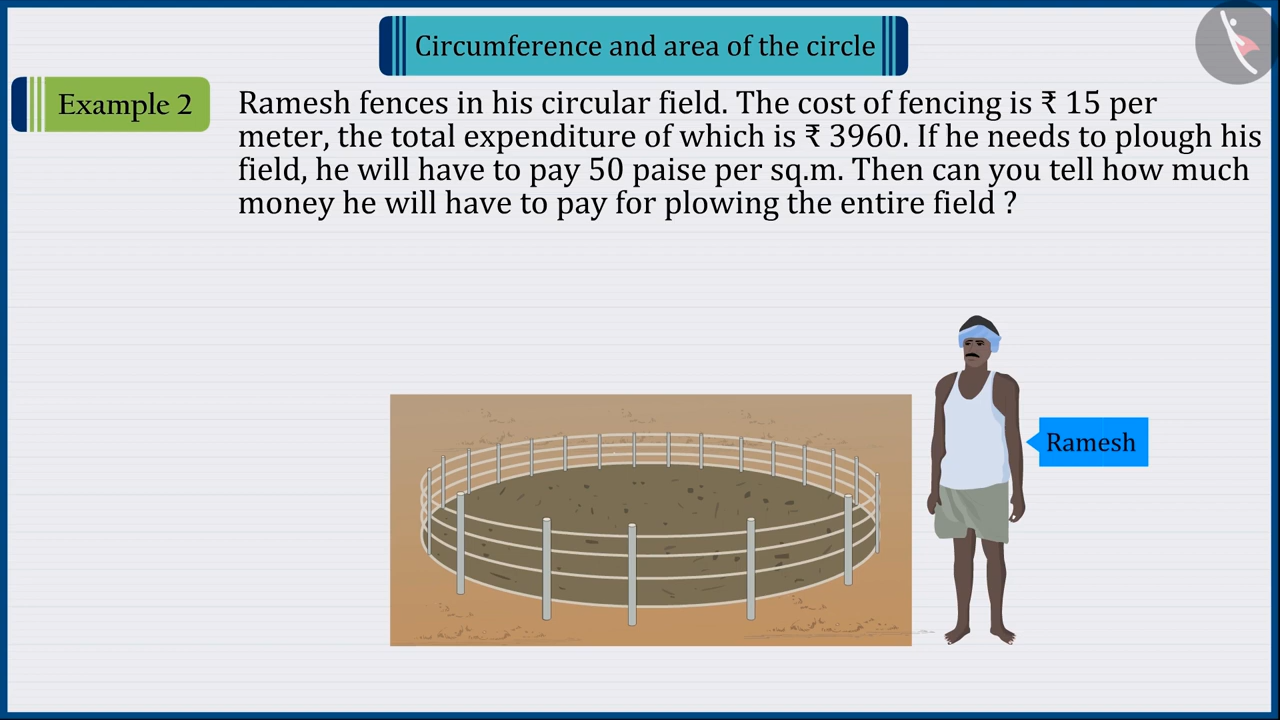 Circumference and area of the circle
Example 2
Ramesh fences in his circular field. The cost of fencing is ₹ 15 per
meter, the total expenditure of which is ₹ 3960. If he needs to plough his
field, he will have to pay 50 paise per sq.m. Then can you tell how much
money he will have to pay for plowing the entire field ?
Ramesh